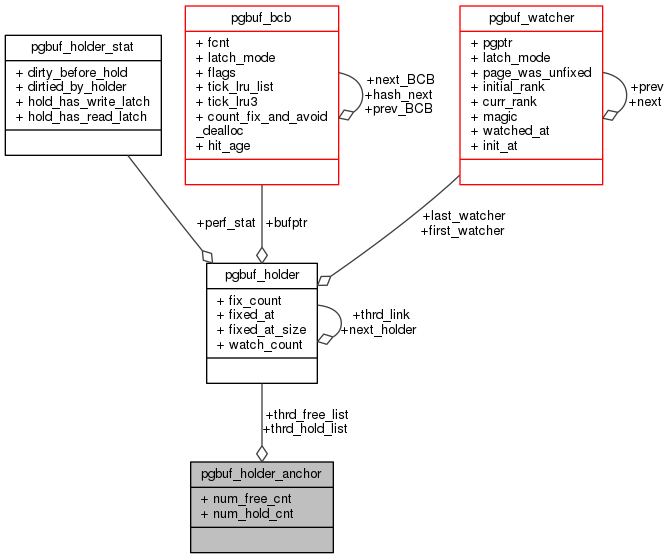 pgbuf_holder_stat
+ dirty_before_hold
+ dirtied_by_holder
+ hold_has_write_latch
+ hold_has_read_latch
pgbuf_bcb
+ fcnt
+ latch_mode
+ flags
+ tick_lru_list
+ tick_lru3
+ count_fix_and_avoid
_dealloc
+ hit_age
+next_BCB
+hash_next
+prev_BCB
pgbuf_watcher
+ pgptr
+ latch_mode
+ page_was_unfixed
+ initial_rank
+ curr_rank
+ magic
+ watched_at
+ init_at
+prev
+next
+perf_stat
+bufptr
+last_watcher
+first_watcher
pgbuf_holder
+ fix_count
+ fixed_at
+ fixed_at_size
+ watch_count
+thrd_link
+next_holder
+thrd_free_list
+thrd_hold_list
pgbuf_holder_anchor
+ num_free_cnt
+ num_hold_cnt